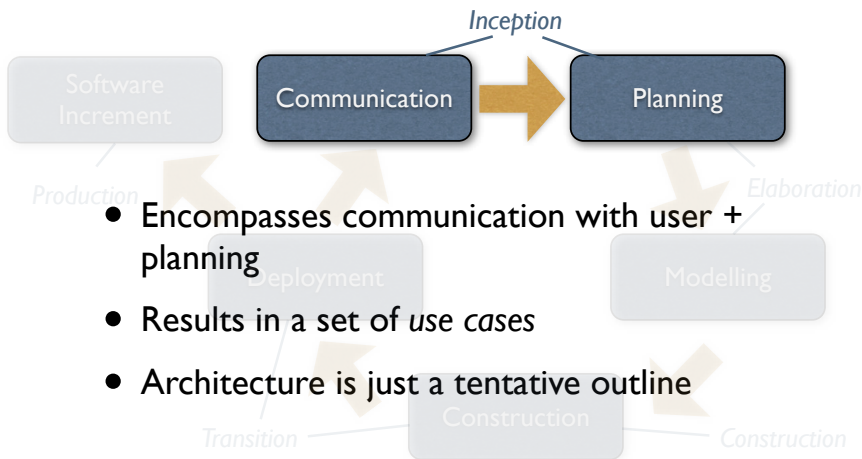 Inception
Software
Increment
Communication
Planning
Production
Elaboration
• Encompasses communication with user +
planning
Deployment
Modelling
• Results in a set of use cases
• Architecture is just a tentative outline
Construction
Transition
Construction